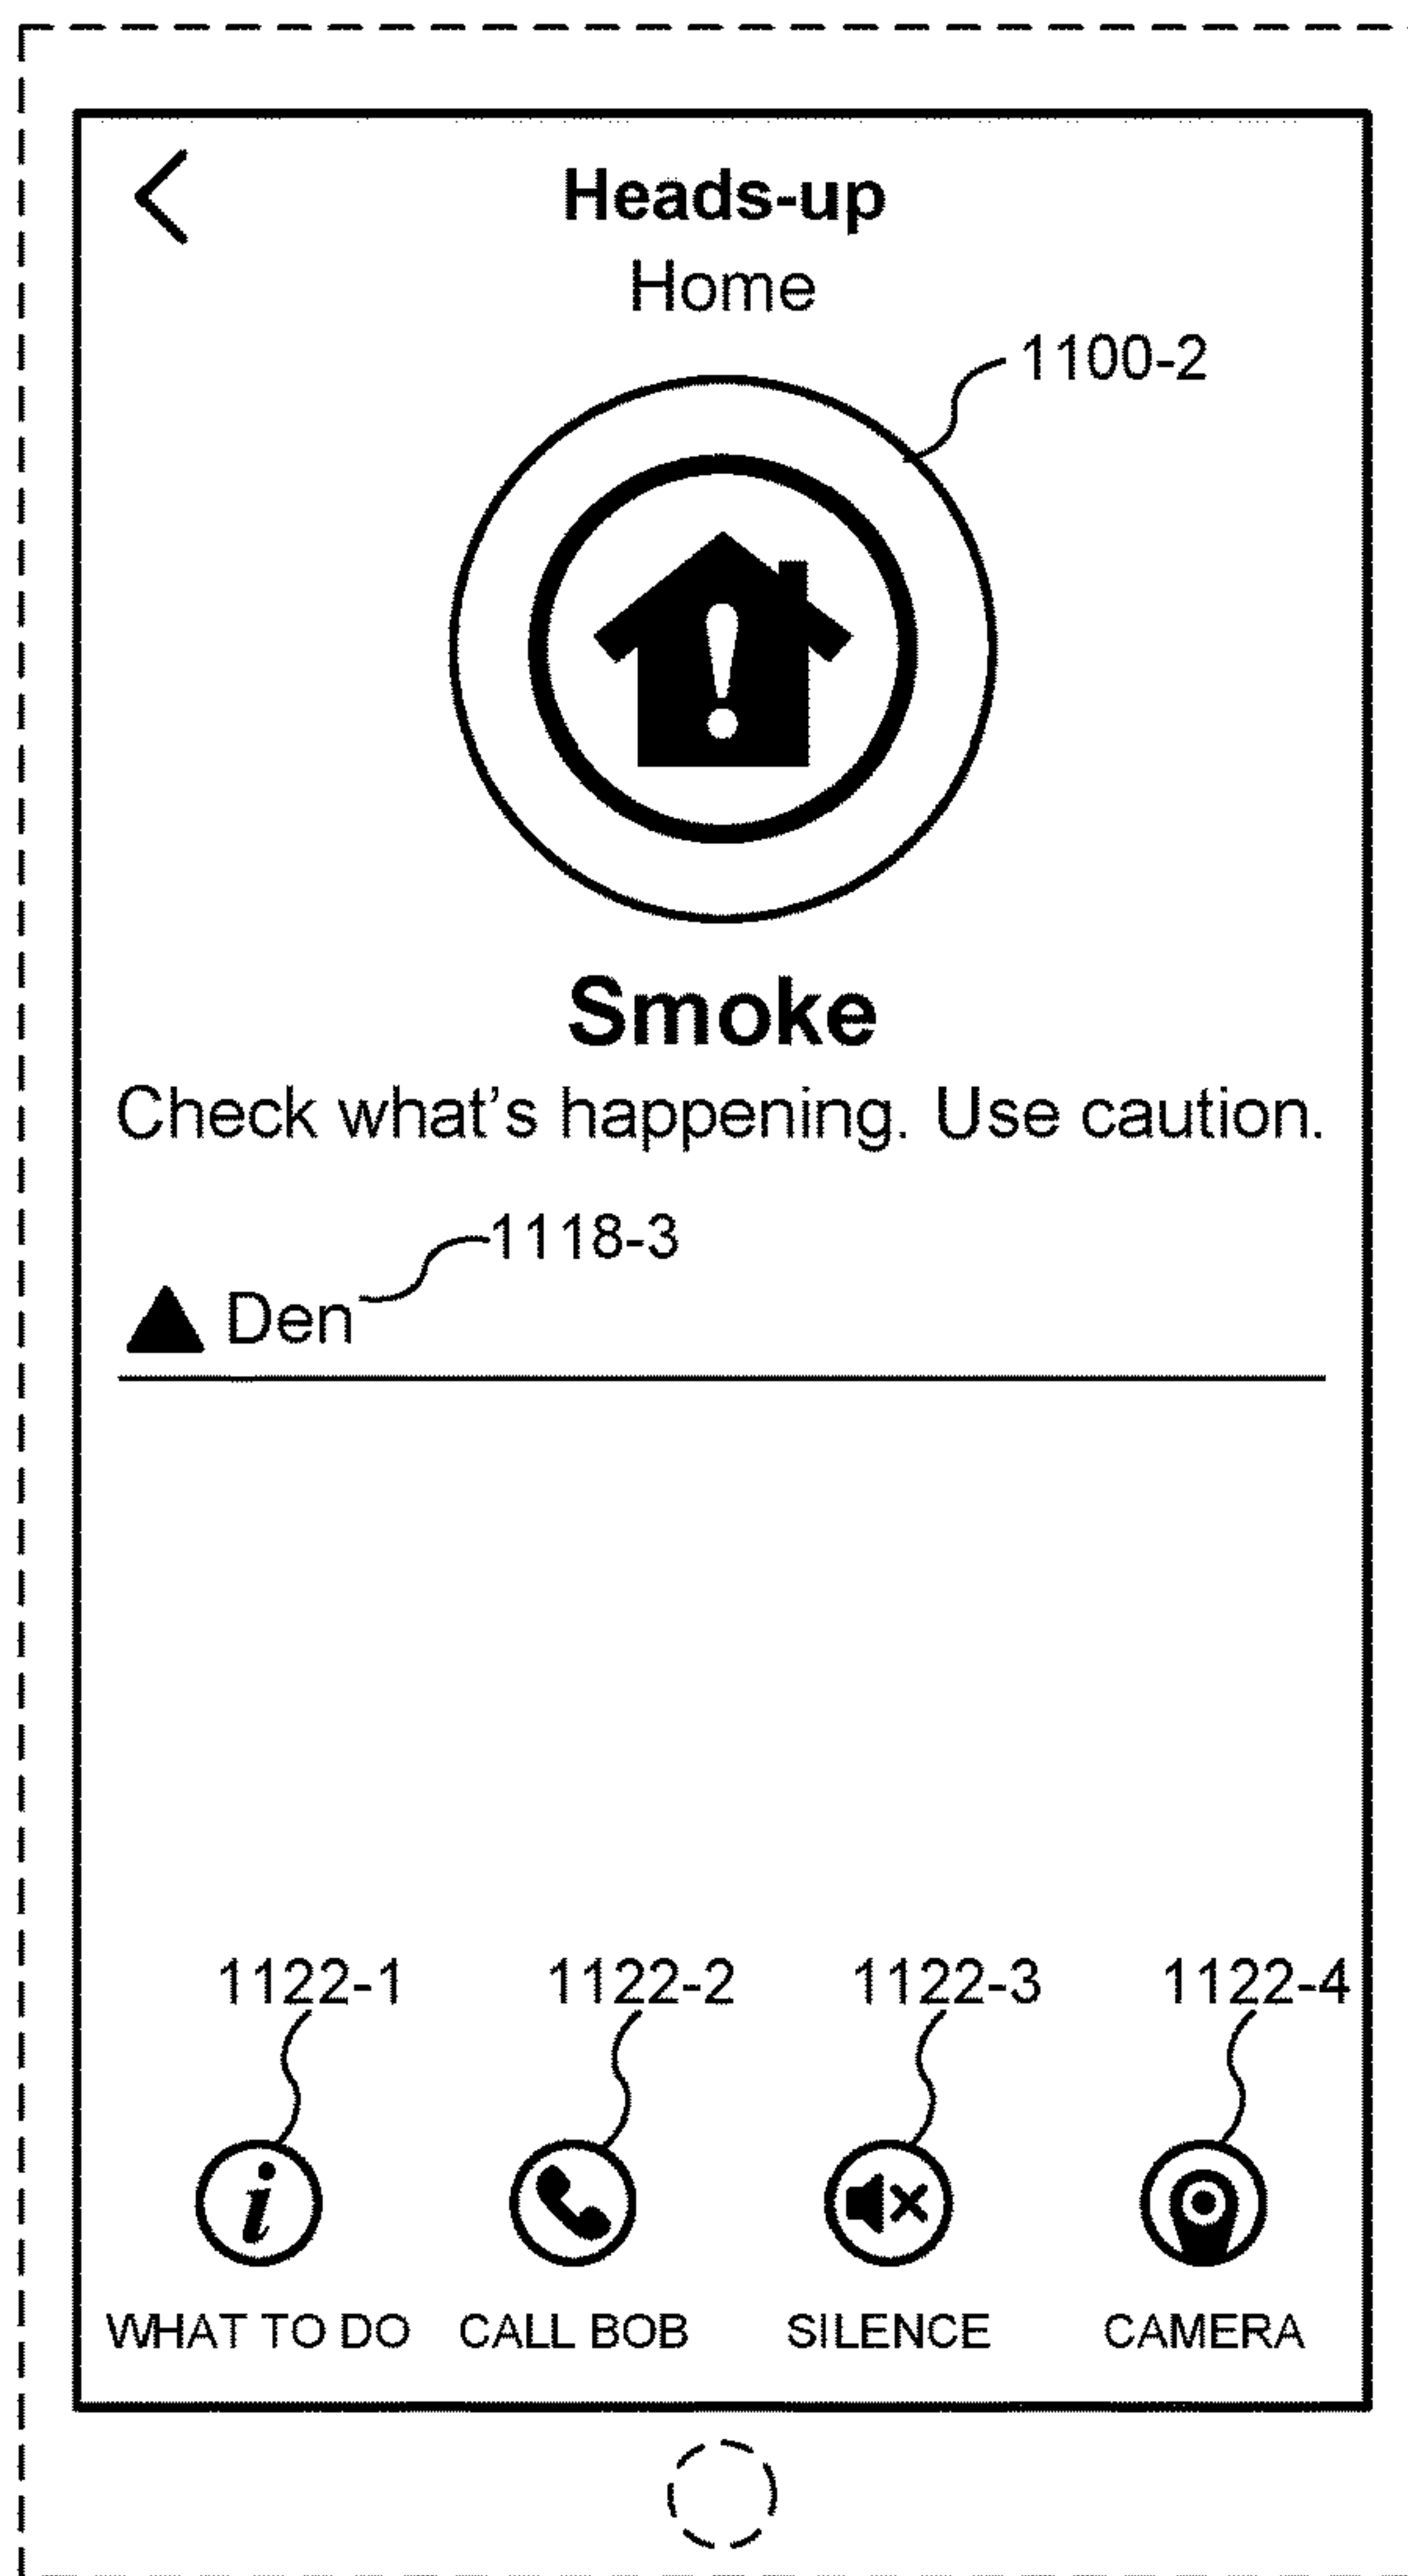 Heads-up
Home
1100-2
Smoke
Check what's happening. Use caution.
1118-3
Den
1122-1 1122-2 1122-3 1122-4
WHAT TO DO CALL BOB SILENCE CAMERA